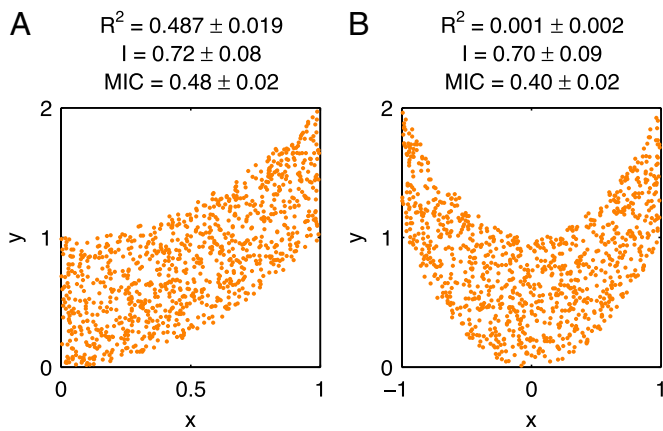 A
R² = 0.487 ± 0.019
I = 0.72 ± 0.08
MIC = 0.48 ± 0.02
2
1
0
y
0 0.5 1
x
B
R² = 0.001 ± 0.002
I = 0.70 ± 0.09
MIC = 0.40 ± 0.02
2
1
0
y
−1 0 1
x